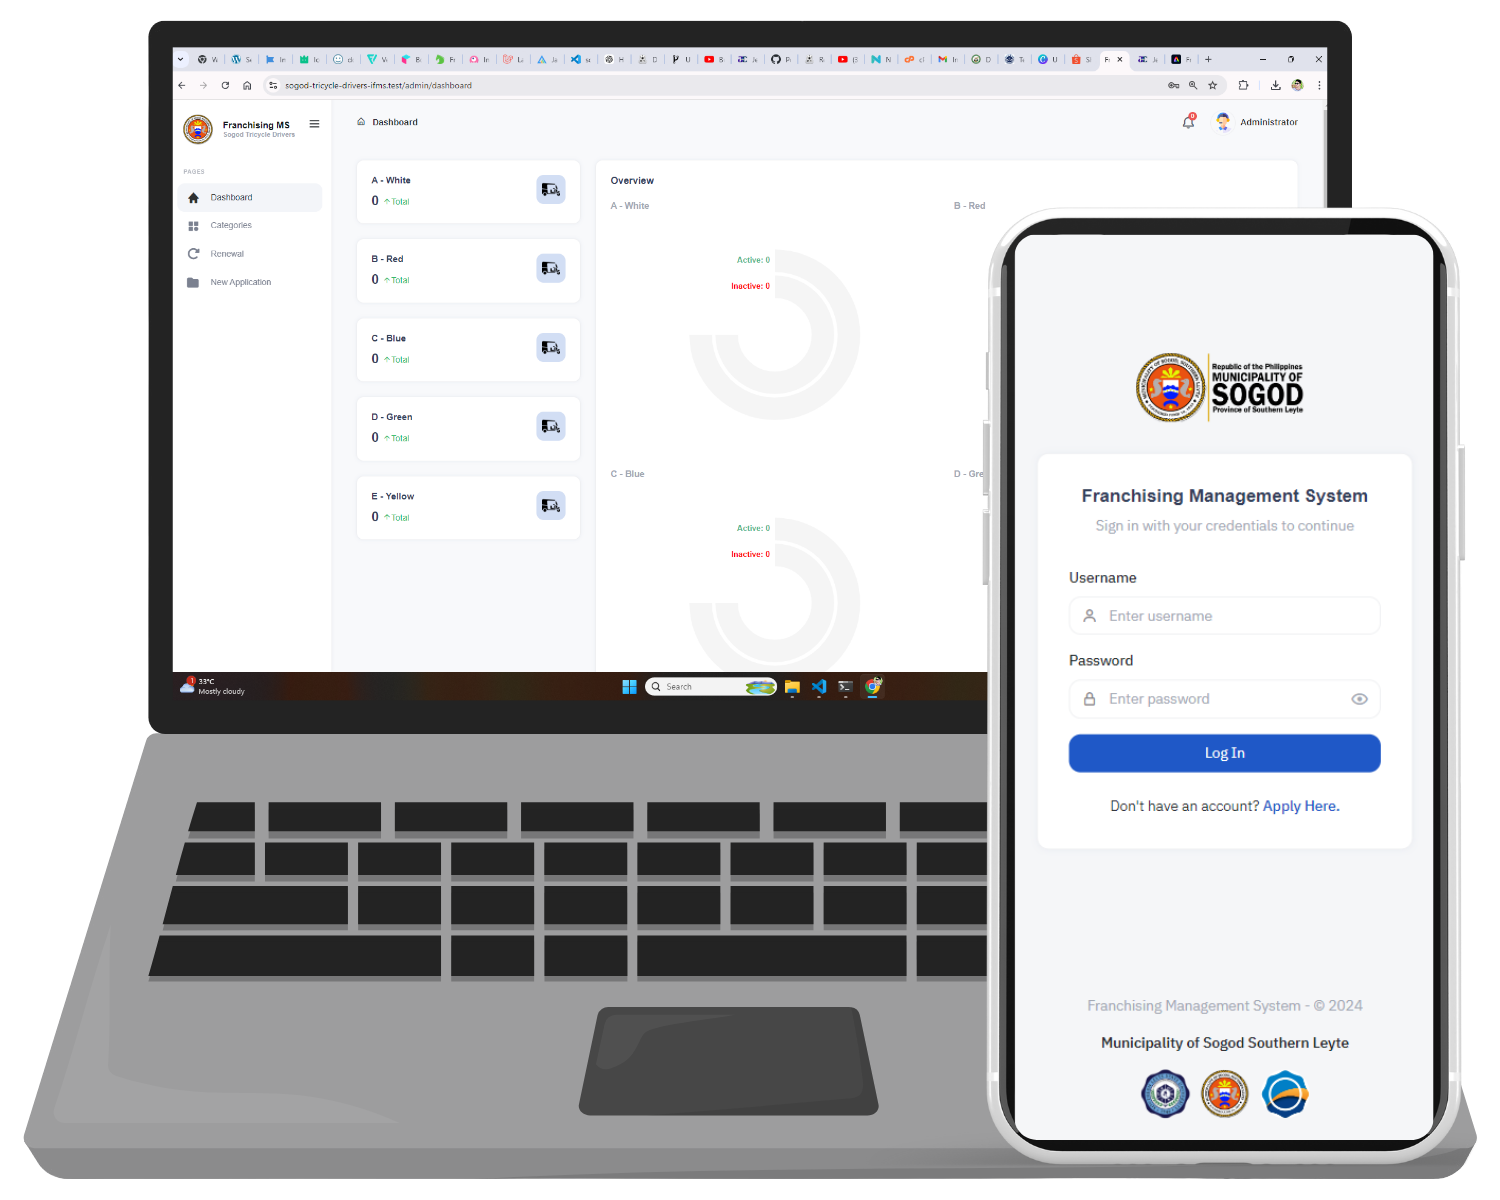 sogod-tricycle-drivers-ifms.test/admin/dashboard
Franchising MS
Sogod Tricycle Drivers
PAGES
Dashboard
Categories
Renewal
New Application
Dashboard
0
Administrator
A - White
0 Total
B - Red
0 Total
C - Blue
0 Total
D - Green
0 Total
E - Yellow
0 Total
Overview
A - White
B - Red
Active: 0
Inactive: 0
C - Blue
D - Gre
Active: 0
Inactive: 0
1
33°C
Mostly cloudy
Search
Republic of the Philippines
MUNICIPALITY OF
SOGOD
Province of Southern Leyte
Franchising Management System
Sign in with your credentials to continue
Username
Enter username
Password
Enter password
Log In
Don't have an account? Apply Here.
Franchising Management System - © 2024
Municipality of Sogod Southern Leyte